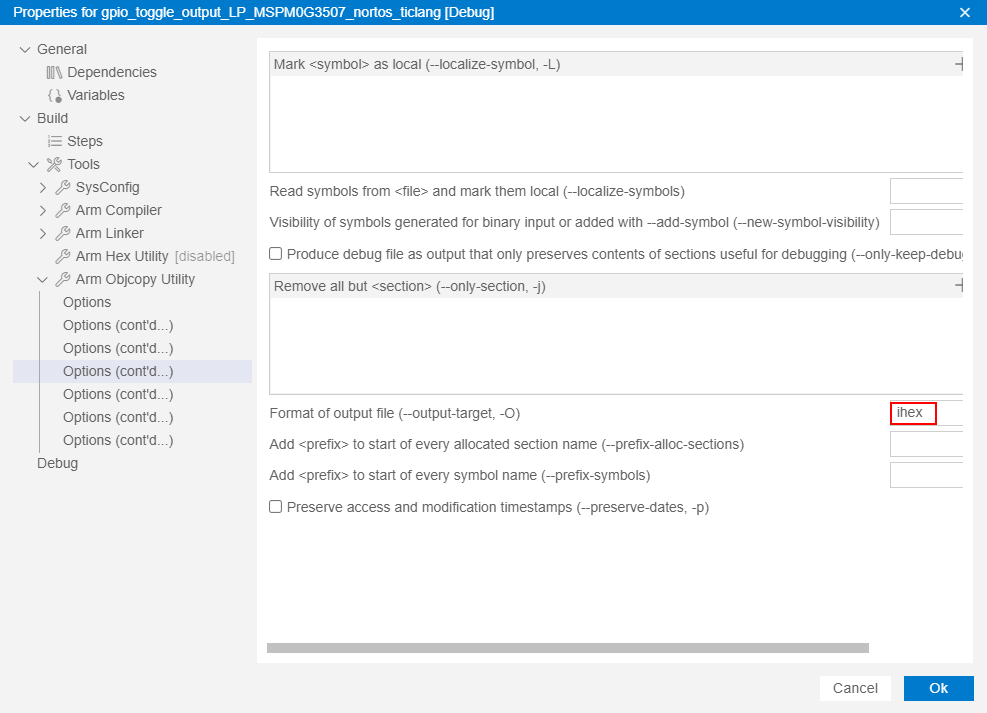 Properties for gpio_toggle_output_LP_MSPM0G3507_nortos_ticlang [Debug]
General
Dependencies
Variables
Build
Steps
Tools
SysConfig
Arm Compiler
Arm Linker
Arm Hex Utility [disabled]
Arm Objcopy Utility
Options
Options (cont'd...)
Options (cont'd...)
Options (cont'd...)
Options (cont'd...)
Options (cont'd...)
Options (cont'd...)
Debug
Mark <symbol> as local (--localize-symbol, -L)
Read symbols from <file> and mark them local (--localize-symbols)
Visibility of symbols generated for binary input or added with --add-symbol (--new-symbol-visibility)
Produce debug file as output that only preserves contents of sections useful for debugging (--only-keep-debug
Remove all but <section> (--only-section, -j)
Format of output file (--output-target, -O)
ihex
Add <prefix> to start of every allocated section name (--prefix-alloc-sections)
Add <prefix> to start of every symbol name (--prefix-symbols)
Preserve access and modification timestamps (--preserve-dates, -p)
Cancel
Ok